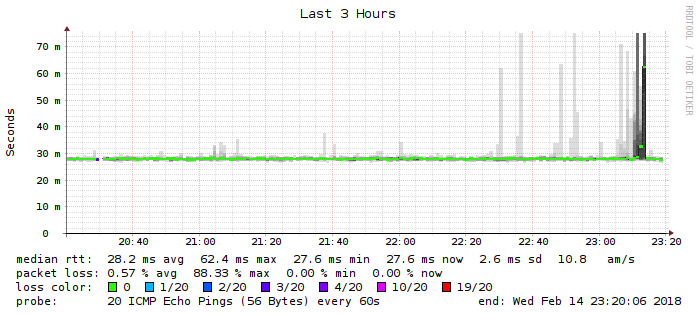 Last 3 Hours
RRDTOOL / TOBI OETIKER
Seconds
70 m
60 m
50 m
40 m
30 m
20 m
10 m
0
20:40 21:00 21:20 21:40 22:00 22:20 22:40 23:00 23:20
median rtt: 28.2 ms avg 62.4 ms max 27.6 ms min 27.6 ms now 2.6 ms sd 10.8 am/s
packet loss: 0.57 % avg 88.33 % max 0.00 % min 0.00 % now
loss color: 0 1/20 2/20 3/20 4/20 10/20 19/20
probe: 20 ICMP Echo Pings (56 Bytes) every 60s end: Wed Feb 14 23:20:06 2018